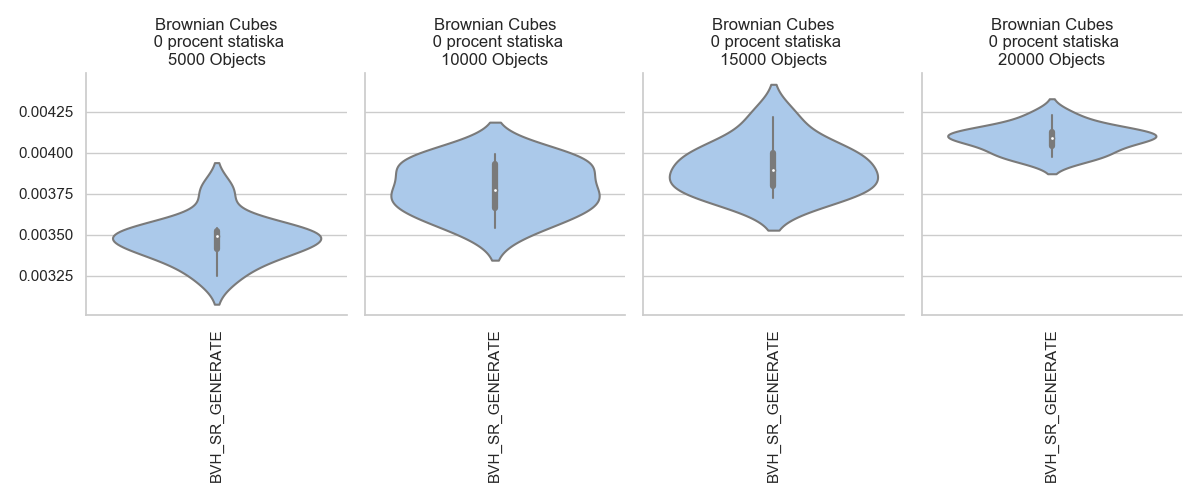 Brownian Cubes
0 procent statiska
5000 Objects
Brownian Cubes
0 procent statiska
10000 Objects
Brownian Cubes
0 procent statiska
15000 Objects
Brownian Cubes
0 procent statiska
20000 Objects
0.00425
0.00400
0.00375
0.00350
0.00325
BVH_SR_GENERATE
BVH_SR_GENERATE
BVH_SR_GENERATE
BVH_SR_GENERATE